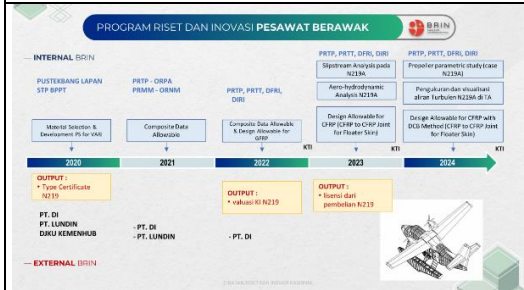 PROGRAM RISET DAN INOVASI PESAWAT BERAWAK
BRIN
INTERNAL BRIN
PUSTEKBANG LAPAN
STP BPPT
PRTP - ORPA
PRMM - ORNM
PRTP, PRTT, DFRI,
DIRI
PRTP, PRTT, DFRI, DIRI
PRTP, PRTT, DFRI, DIRI
Slipstream Analysis pada
N219A
Aero-hydrodynamic
Analysis N219A
Propeller parametric study (case
N219A)
Pengukuran dan visualisasi
aliran Turbulen N219A di TA
Material Selection &
Development PS for VARI
Composite Data
Allowable
Composite Data Allowable
& Design Allowable for
GFRP
Design Allowable for
CFRP (CFRP to CFRP Joint
for Floater Skin)
Design Allowable for CFRP with
DCB Method (CFRP to CFRP Joint
for Floater Skin)
KTI
KTI
KTI
2020
2021
2022
2023
2024
OUTPUT :
• Type Certificate
N219
OUTPUT :
• valuasi KI N219
OUTPUT :
• lisensi dari
pembelian N219
PT. DI
PT. LUNDIN
DJKU KEMENHUB
- PT. DI
- PT. LUNDIN
- PT. DI
EXTERNAL BRIN